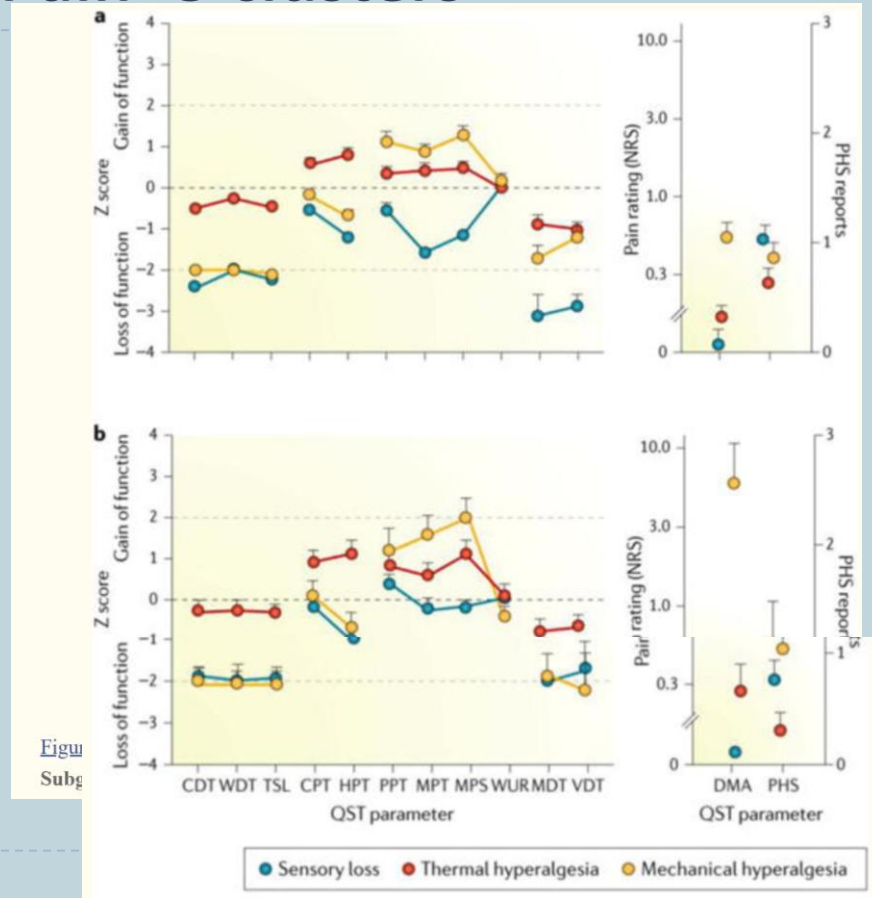 a
4
3
2
1
0
−1
−2
−3
−4
Gain of function
Z score
Loss of function
10.0
3.0
1.0
0.3
0
Pain rating (NRS)
3
2
1
0
PHS reports
b
4
3
2
1
0
−1
−2
−3
−4
Gain of function
Z score
Loss of function
CDT WDT TSL CPT HPT PPT MPT MPS WUR MDT VDT
QST parameter
10.0
3.0
1.0
0.3
0
rating (NRS)
3
2
1
0
PHS reports
DMA PHS
QST parameter
Figur
Subg
Sensory loss Thermal hyperalgesia Mechanical hyperalgesia